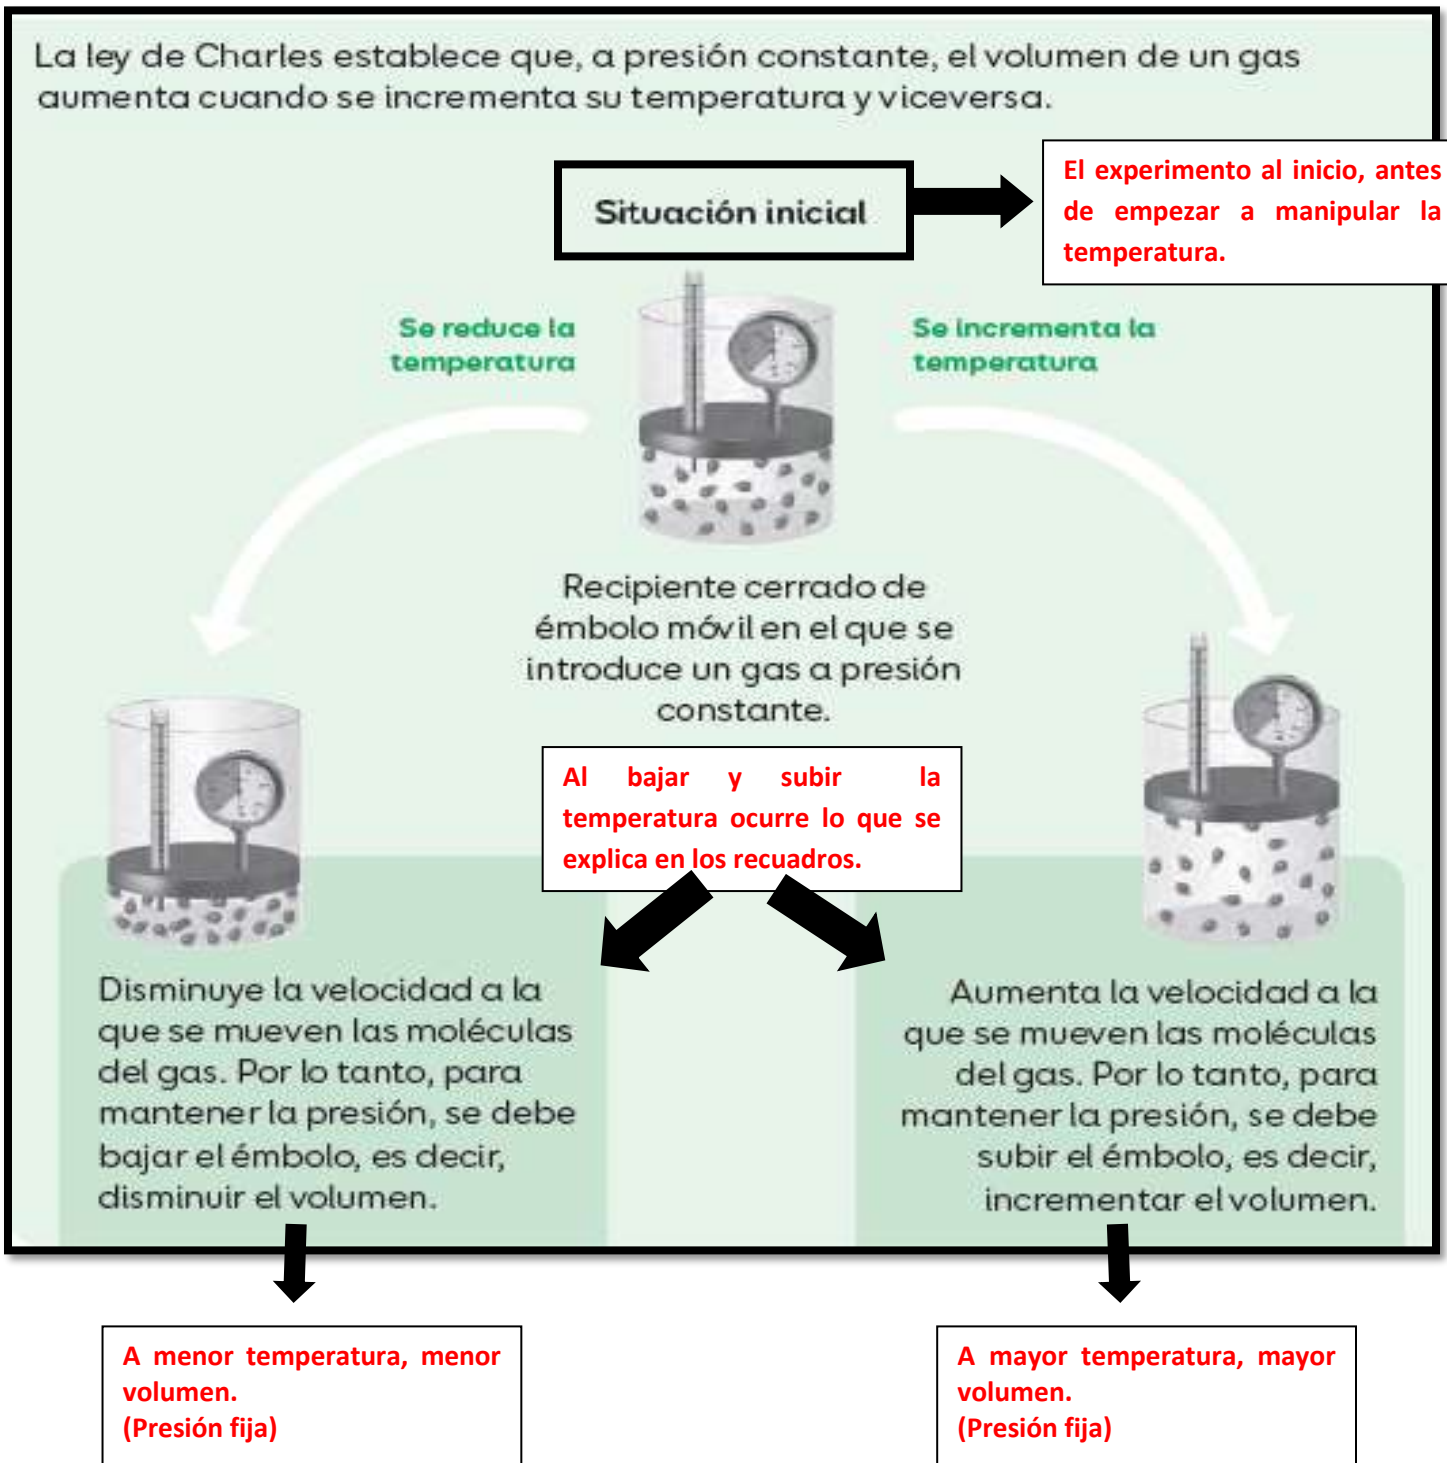 La ley de Charles establece que, a presión constante, el volumen de un gas
aumenta cuando se incrementa su temperatura y viceversa.
Situación inicial
El experimento al inicio, antes
de empezar a manipular la
temperatura.
Se reduce la
temperatura
Se incrementa la
temperatura
Recipiente cerrado de
émbolo móvil en el que se
introduce un gas a presión
constante.
Al bajar y subir la
temperatura ocurre lo que se
explica en los recuadros.
Disminuye la velocidad a la
que se mueven las moléculas
del gas. Por lo tanto, para
mantener la presión, se debe
bajar el émbolo, es decir,
disminuir el volumen.
Aumenta la velocidad a la
que se mueven las moléculas
del gas. Por lo tanto, para
mantener la presión, se debe
subir el émbolo, es decir,
incrementar el volumen.
A menor temperatura, menor
volumen.
(Presión fija)
A mayor temperatura, mayor
volumen.
(Presión fija)